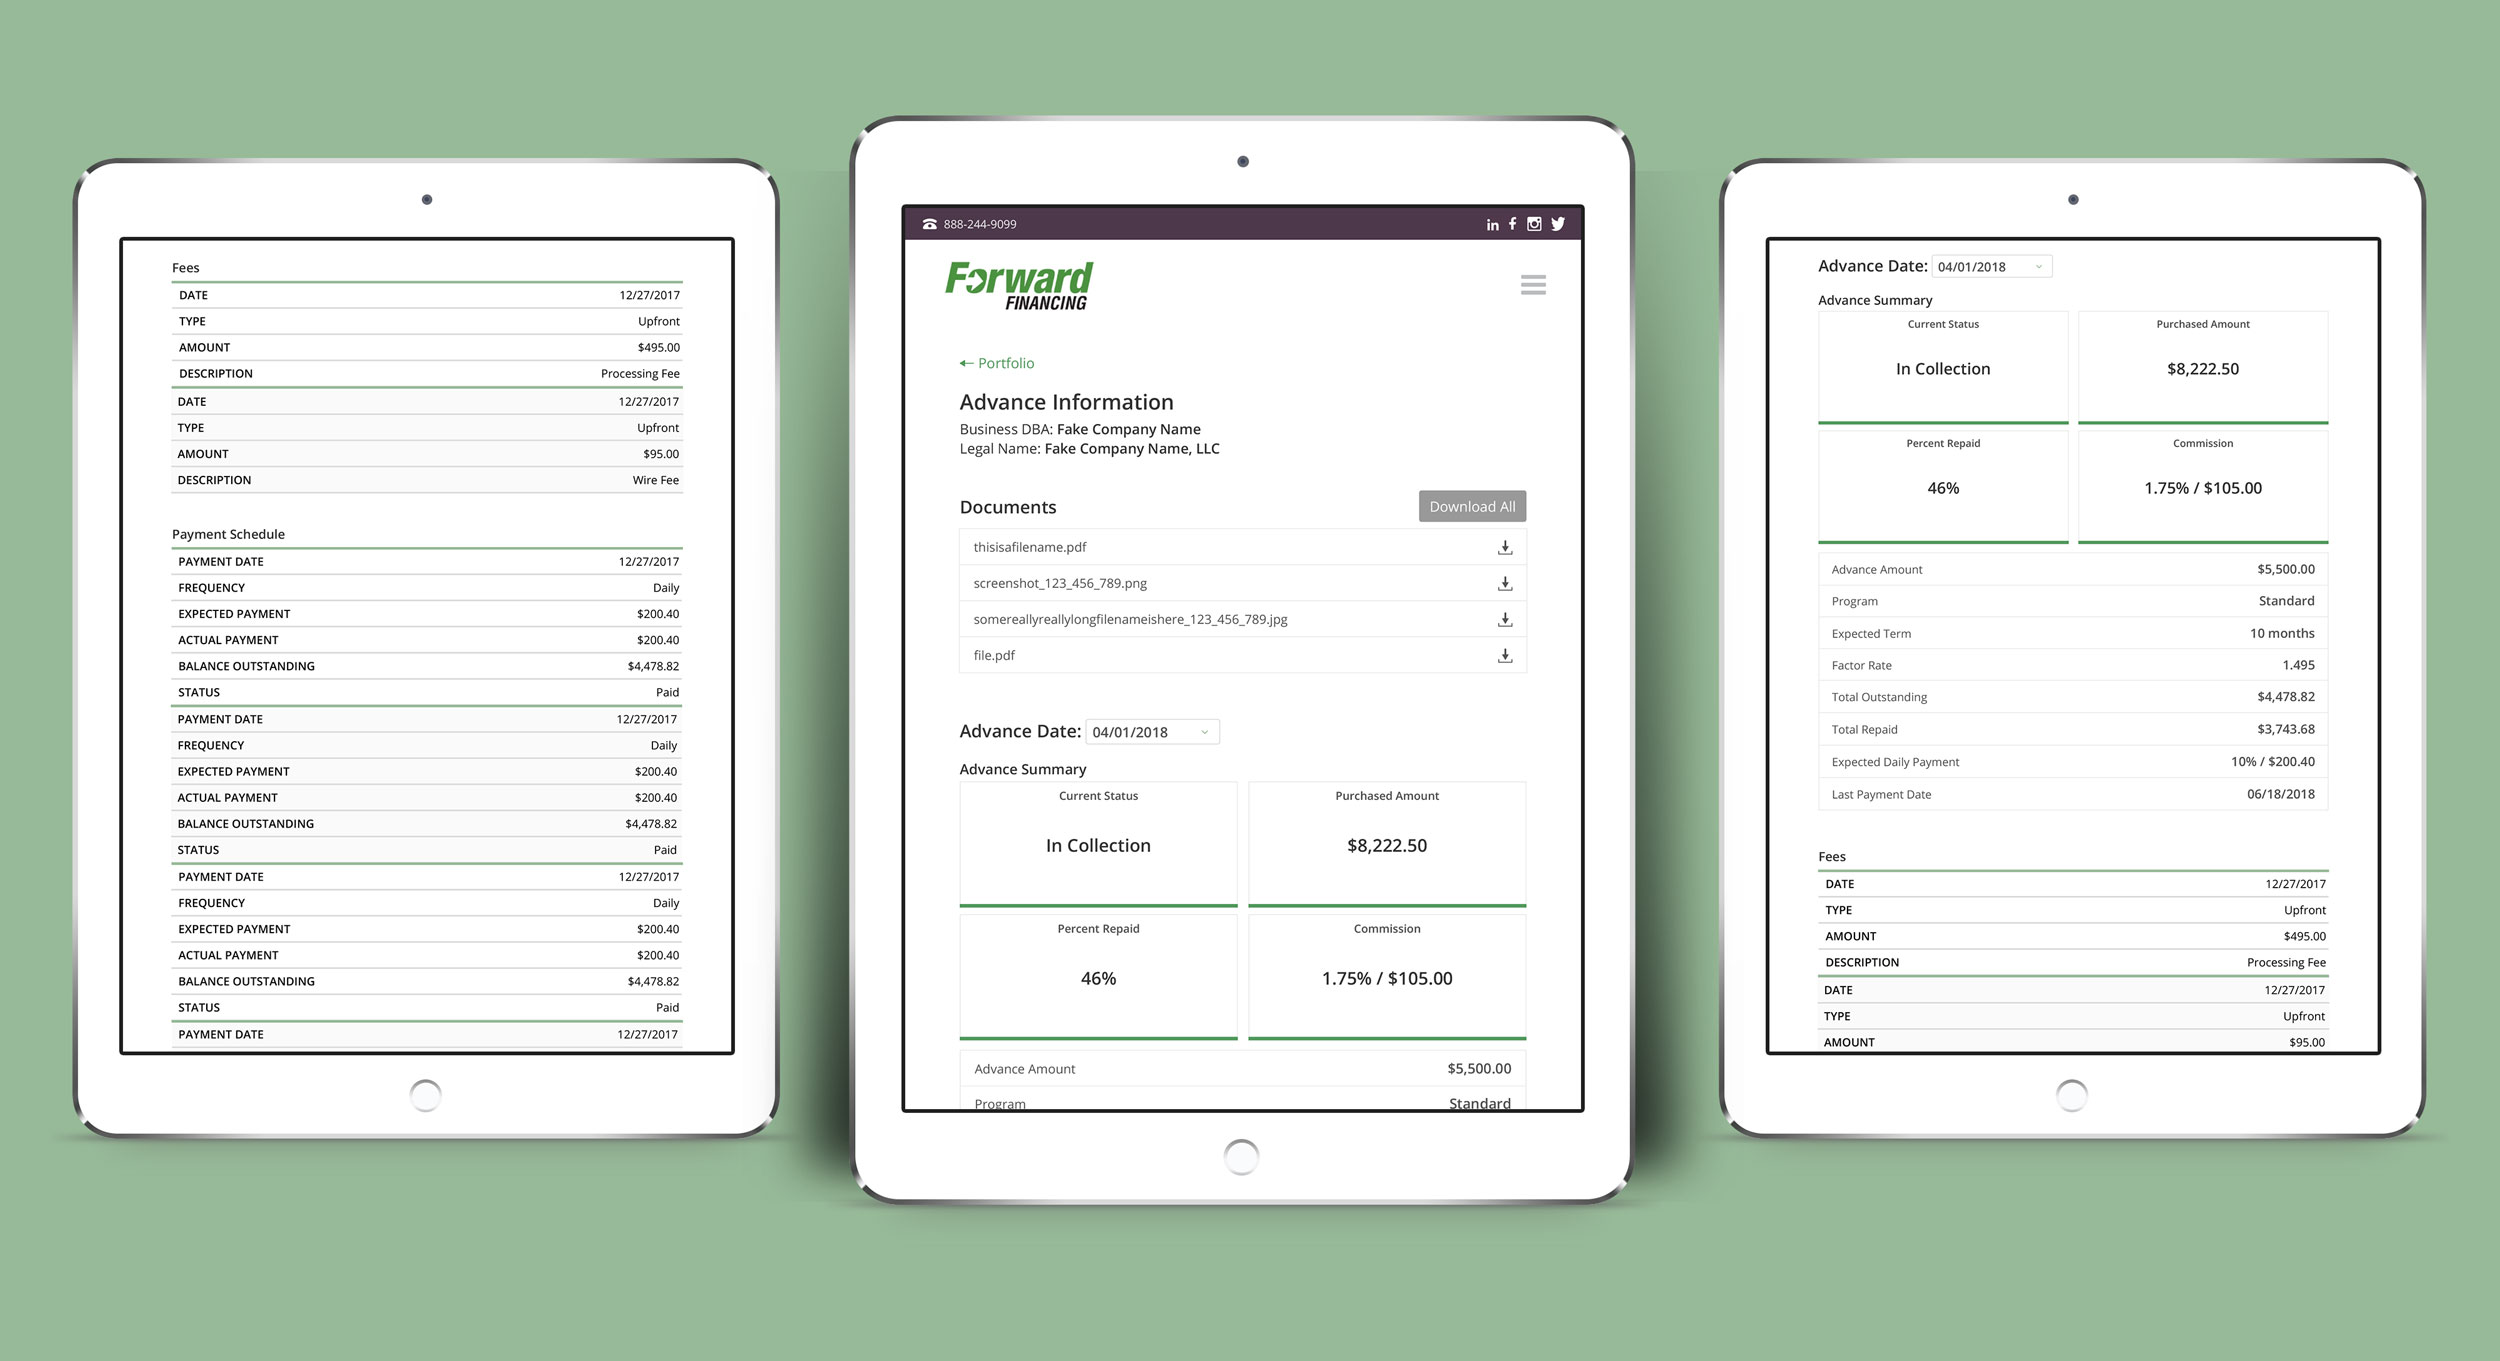 Fees
DATE 12/27/2017
TYPE Upfront
AMOUNT $495.00
DESCRIPTION Processing Fee
DATE 12/27/2017
TYPE Upfront
AMOUNT $95.00
DESCRIPTION Wire Fee
Payment Schedule
PAYMENT DATE 12/27/2017
FREQUENCY Daily
EXPECTED PAYMENT $200.40
ACTUAL PAYMENT $200.40
BALANCE OUTSTANDING $4,478.82
STATUS Paid
PAYMENT DATE 12/27/2017
FREQUENCY Daily
EXPECTED PAYMENT $200.40
ACTUAL PAYMENT $200.40
BALANCE OUTSTANDING $4,478.82
STATUS Paid
PAYMENT DATE 12/27/2017
FREQUENCY Daily
EXPECTED PAYMENT $200.40
ACTUAL PAYMENT $200.40
BALANCE OUTSTANDING $4,478.82
STATUS Paid
PAYMENT DATE 12/27/2017
888-244-9099
Forward
FINANCING
Portfolio
Advance Information
Business DBA: Fake Company Name
Legal Name: Fake Company Name, LLC
Documents Download All
thisisafilename.pdf
screenshot_123_456_789.png
somereallyreallylongfilenameishere_123_456_789.jpg
file.pdf
Advance Date: 04/01/2018
Advance Summary
Current Status Purchased Amount
In Collection $8,222.50
Percent Repaid Commission
46% 1.75% / $105.00
Advance Amount $5,500.00
Program Standard
Advance Date: 04/01/2018
Advance Summary
Current Status Purchased Amount
In Collection $8,222.50
Percent Repaid Commission
46% 1.75% / $105.00
Advance Amount $5,500.00
Program Standard
Expected Term 10 months
Factor Rate 1.495
Total Outstanding $4,478.82
Total Repaid $3,743.68
Expected Daily Payment 10% / $200.40
Last Payment Date 06/18/2018
Fees
DATE 12/27/2017
TYPE Upfront
AMOUNT $495.00
DESCRIPTION Processing Fee
DATE 12/27/2017
TYPE Upfront
AMOUNT $95.00